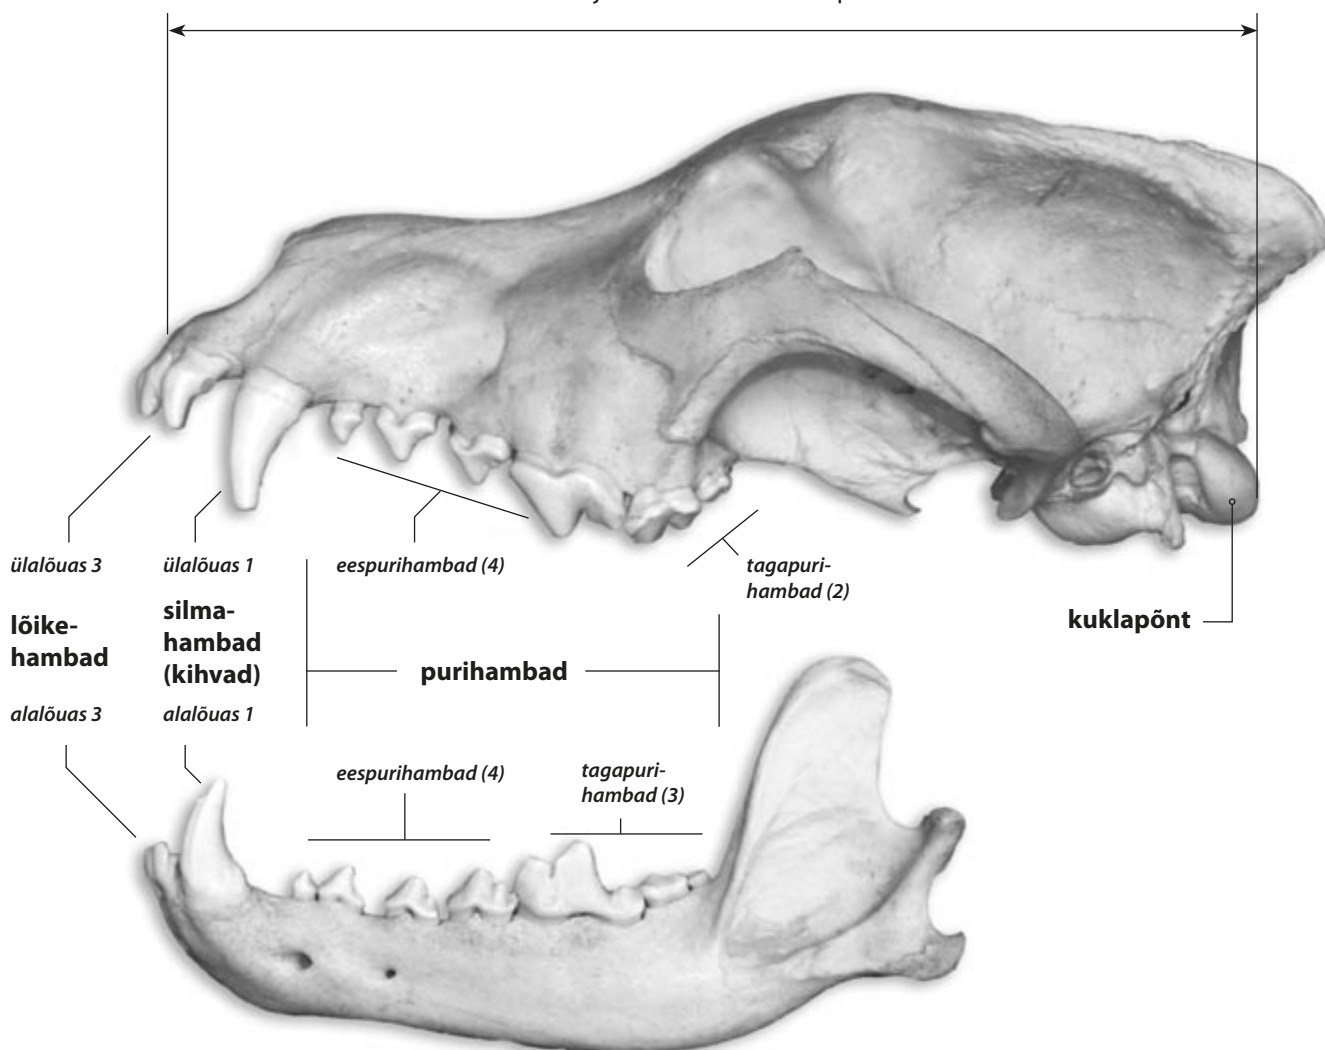 ülalõuas 3
ülalõuas 1
eespurihambad (4)
tagapuri-
hambad (2)
lõike-
hambad
silma-
hambad
(kihvad)
purihambad
kuklapõnt
alalõuas 3
alalõuas 1
eespurihambad (4)
tagapuri-
hambad (3)